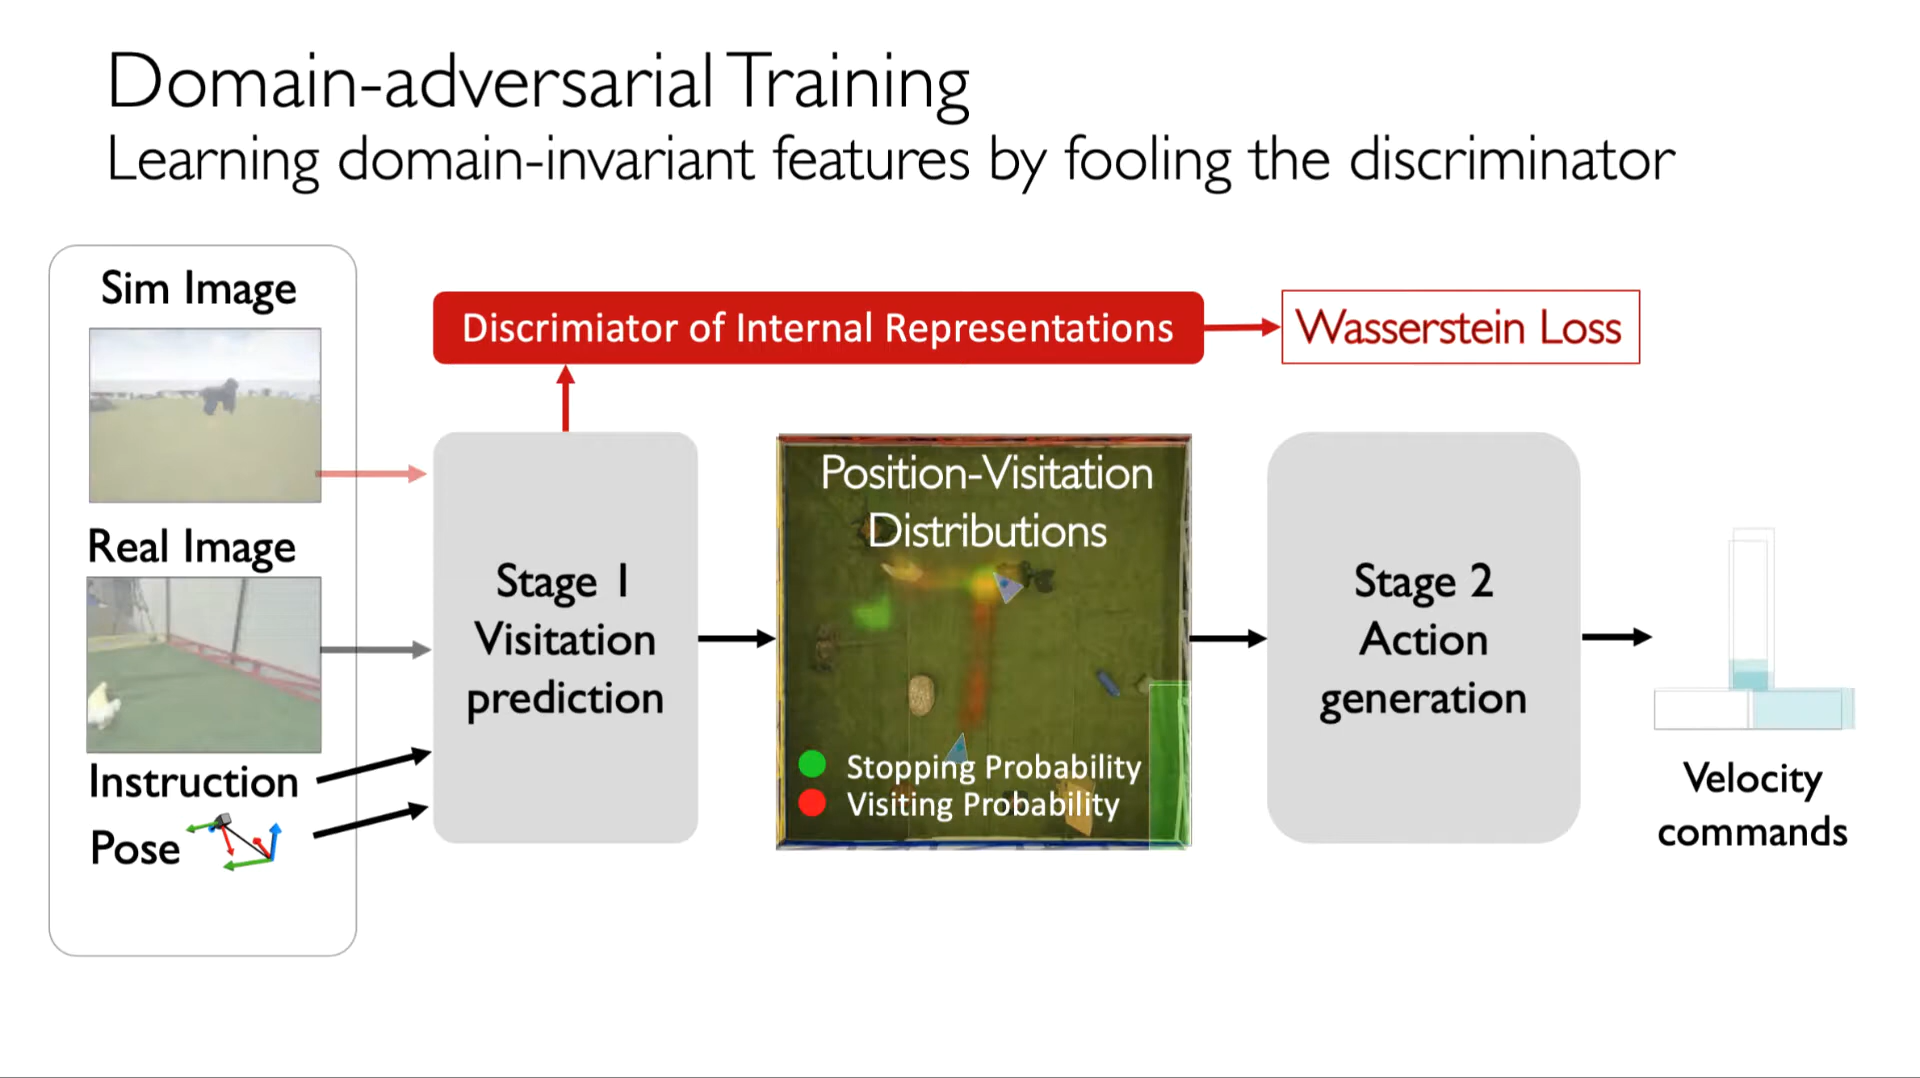 Domain-adversarial Training
Learning domain-invariant features by fooling the discriminator
Sim Image
Real Image
Instruction
Pose
Discrimiator of Internal Representations
Wasserstein Loss
Stage 1
Visitation
prediction
Position-Visitation
Distributions
Stopping Probability
Visiting Probability
Stage 2
Action
generation
Velocity
commands